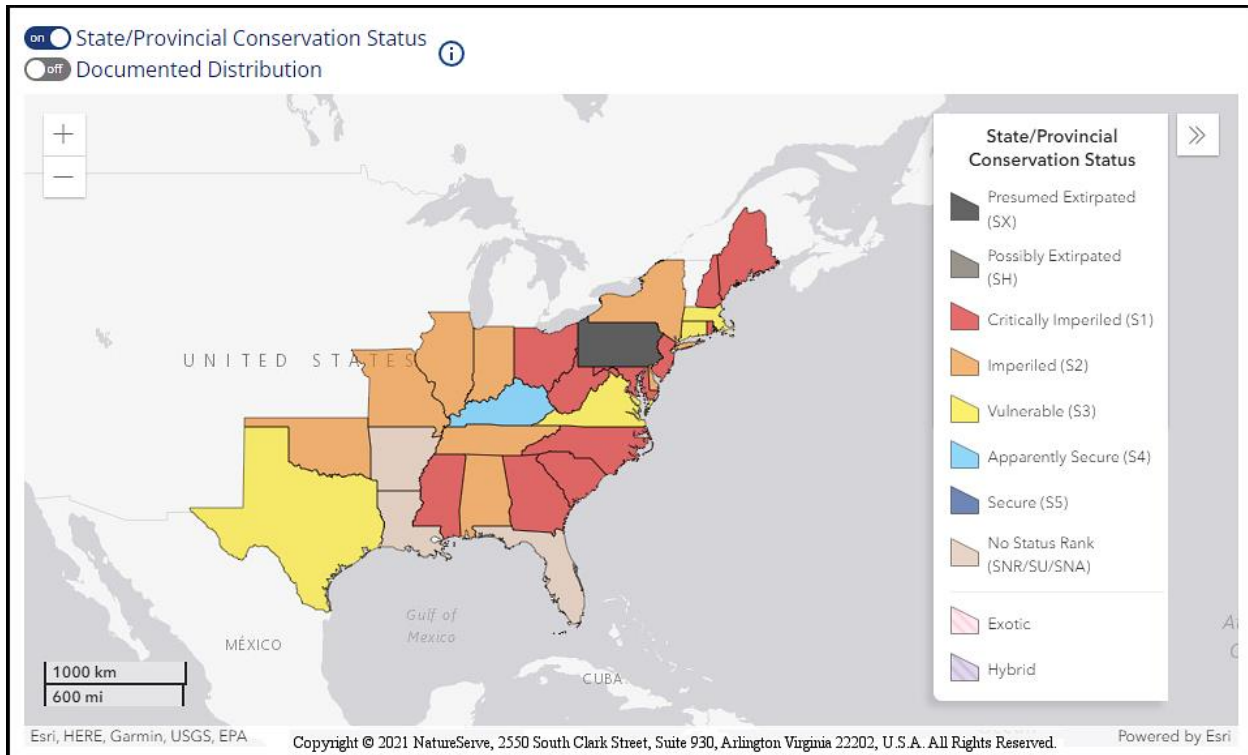 on State/Provincial Conservation Status
off Documented Distribution
i
+
−
UNITED STATES
Gulf of
Mexico
MÉXICO
CUBA
1000 km
600 mi
State/Provincial
Conservation Status
Presumed Extirpated
(SX)
Possibly Extirpated
(SH)
Critically Imperiled (S1)
Imperiled (S2)
Vulnerable (S3)
Apparently Secure (S4)
Secure (S5)
No Status Rank
(SNR/SU/SNA)
Exotic
Hybrid
Esri, HERE, Garmin, USGS, EPA
Copyright © 2021 NatureServe, 2550 South Clark Street, Suite 930, Arlington Virginia 22202, U.S.A. All Rights Reserved.
Powered by Esri